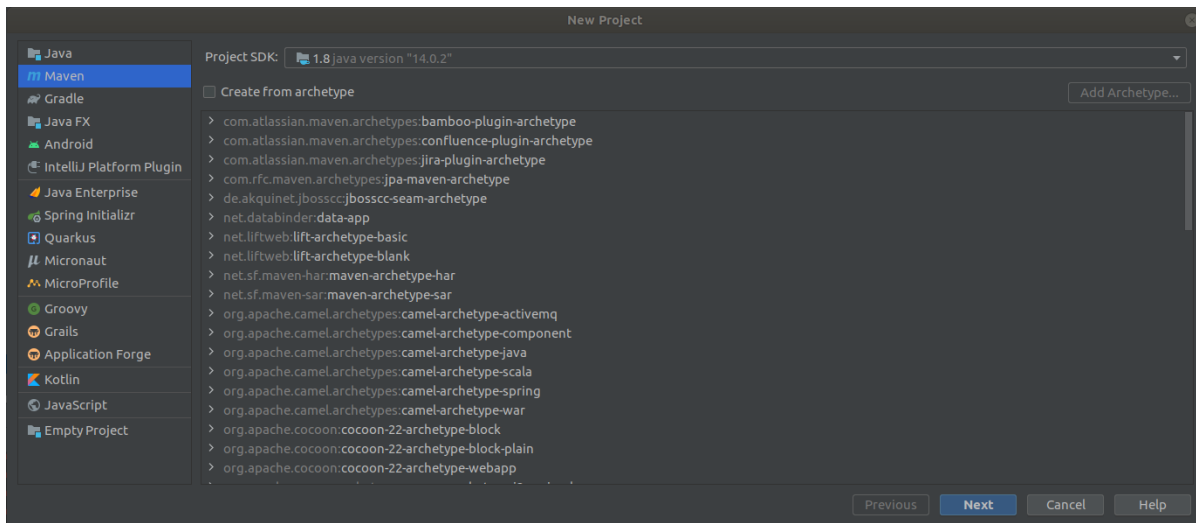 New Project
Java
Maven
Gradle
Java FX
Android
IntelliJ Platform Plugin
Java Enterprise
Spring Initializr
Quarkus
Micronaut
MicroProfile
Groovy
Grails
Application Forge
Kotlin
JavaScript
Empty Project
Project SDK: 1.8 java version "14.0.2"
Create from archetype
Add Archetype...
com.atlassian.maven.archetypes:bamboo-plugin-archetype
com.atlassian.maven.archetypes:confluence-plugin-archetype
com.atlassian.maven.archetypes:jira-plugin-archetype
com.rfc.maven.archetypes:jpa-maven-archetype
de.akquinet.jbosscc:jbosscc-seam-archetype
net.databinder:data-app
net.liftweb:lift-archetype-basic
net.liftweb:lift-archetype-blank
net.sf.maven-har:maven-archetype-har
net.sf.maven-sar:maven-archetype-sar
org.apache.camel.archetypes:camel-archetype-activemq
org.apache.camel.archetypes:camel-archetype-component
org.apache.camel.archetypes:camel-archetype-java
org.apache.camel.archetypes:camel-archetype-scala
org.apache.camel.archetypes:camel-archetype-spring
org.apache.camel.archetypes:camel-archetype-war
org.apache.cocoon:cocoon-22-archetype-block
org.apache.cocoon:cocoon-22-archetype-block-plain
org.apache.cocoon:cocoon-22-archetype-webapp
Previous
Next
Cancel
Help